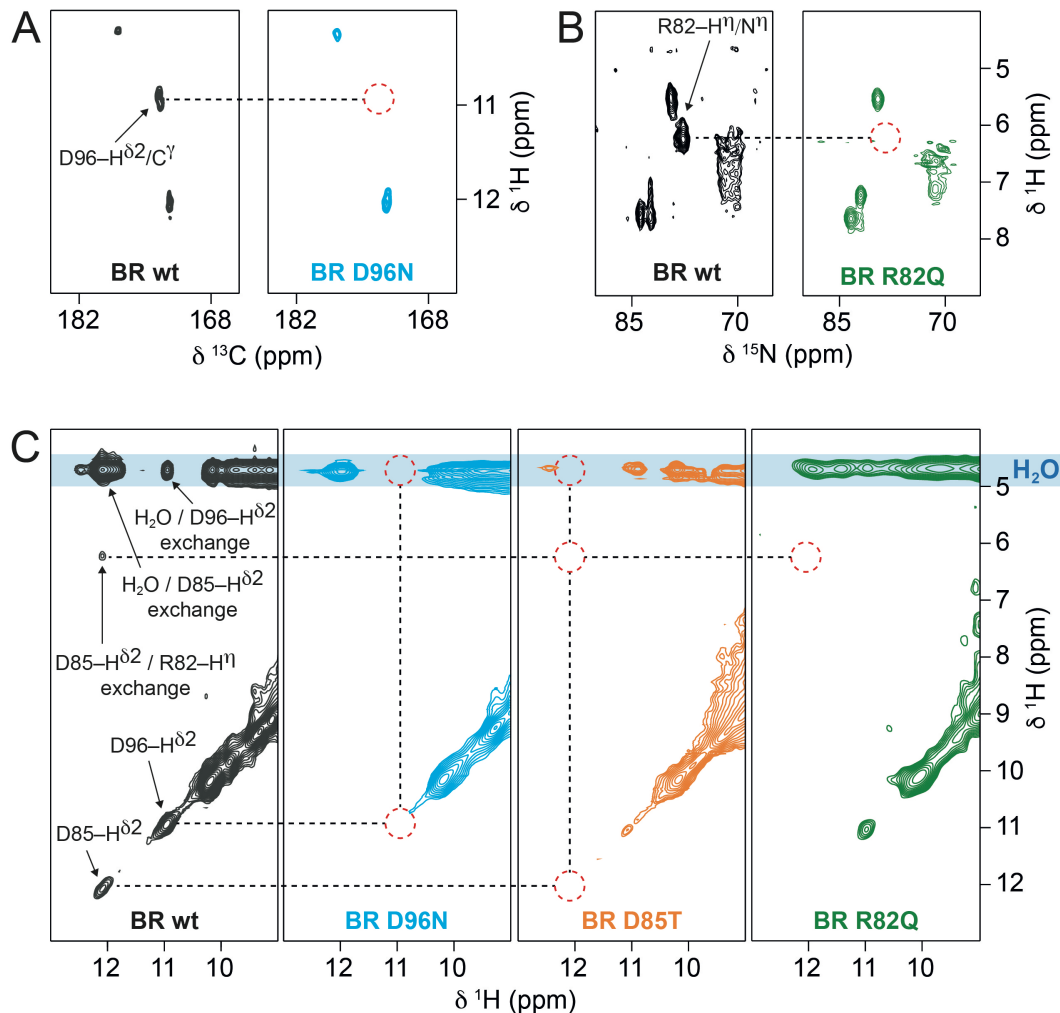 A
D96–Hδ2/Cγ
BR wt
BR D96N
11
12
δ 1H (ppm)
182
168
182
168
δ 13C (ppm)
B
R82–Hη/Nη
BR wt
BR R82Q
5
6
7
8
δ 1H (ppm)
85
70
85
70
δ 15N (ppm)
C
H2O
H2O / D96–Hδ2
exchange
H2O / D85–Hδ2
exchange
D85–Hδ2 / R82–Hη
exchange
D96–Hδ2
D85–Hδ2
BR wt
BR D96N
BR D85T
BR R82Q
5
6
7
8
9
10
11
12
δ 1H (ppm)
12
11
10
12
11
10
12
11
10
12
11
10
δ 1H (ppm)